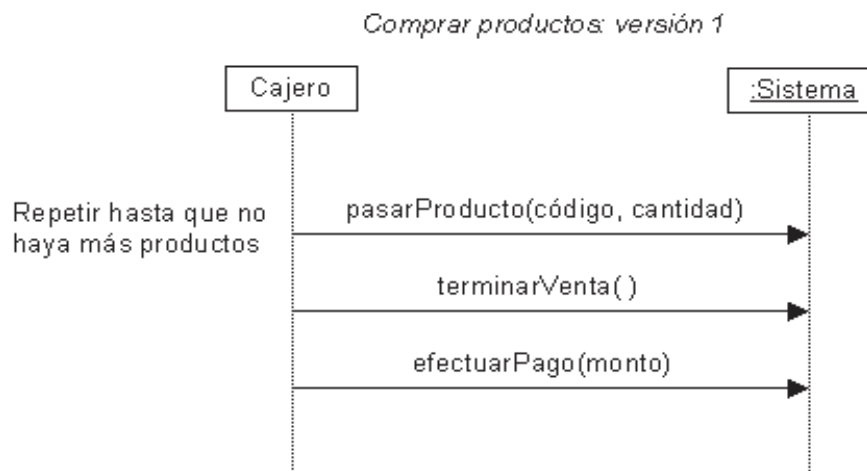 Comprar productos: versión 1
Cajero
:Sistema
Repetir hasta que no
haya más productos
pasarProducto(código, cantidad)
terminarVenta( )
efectuarPago(monto)